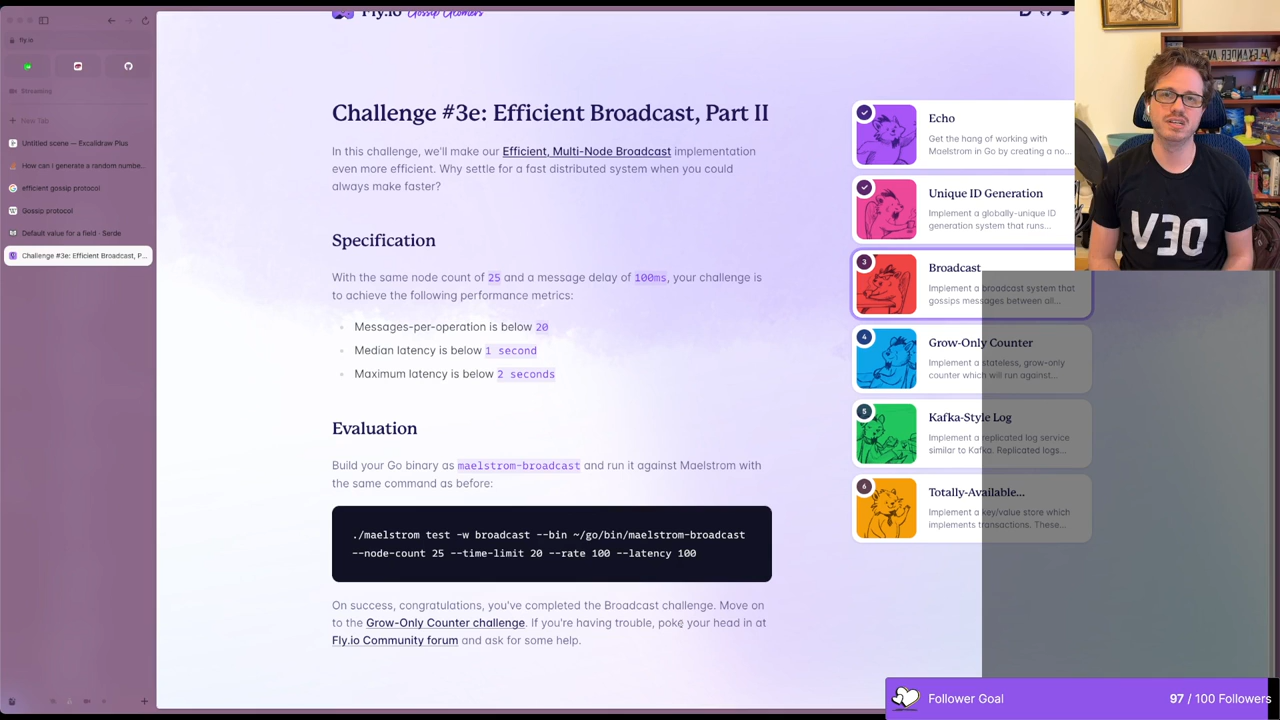 Fly.io Gossip Glomers
fly.io
Streaming
New Tab
Untitled scene — Excalidraw Plus
How can i generate a random numbe...
efficient gossip protocol
Gossip protocol
Default value for a field · Serde
Challenge #3e: Efficient Broadcast, P...
Challenge #3e: Efficient Broadcast, Part II
In this challenge, we'll make our Efficient, Multi-Node Broadcast implementation
even more efficient. Why settle for a fast distributed system when you could
always make faster?
Specification
With the same node count of 25 and a message delay of 100ms, your challenge is
to achieve the following performance metrics:
Messages-per-operation is below 20
Median latency is below 1 second
Maximum latency is below 2 seconds
Evaluation
Build your Go binary as maelstrom-broadcast and run it against Maelstrom with
the same command as before:
./maelstrom test -w broadcast --bin ~/go/bin/maelstrom-broadcast
--node-count 25 --time-limit 20 --rate 100 --latency 100
On success, congratulations, you've completed the Broadcast challenge. Move on
to the Grow-Only Counter challenge. If you're having trouble, poke your head in at
Fly.io Community forum and ask for some help.
Echo
Get the hang of working with
Maelstrom in Go by creating a no...
Unique ID Generation
Implement a globally-unique ID
generation system that runs...
3
Broadcast
Implement a broadcast system that
gossips messages between all...
4
Grow-Only Counter
Implement a stateless, grow-only
counter which will run against...
5
Kafka-Style Log
Implement a replicated log service
similar to Kafka. Replicated logs...
6
Totally-Available...
Implement a key/value store which
implements transactions. These...
Follower Goal
97 / 100 Followers